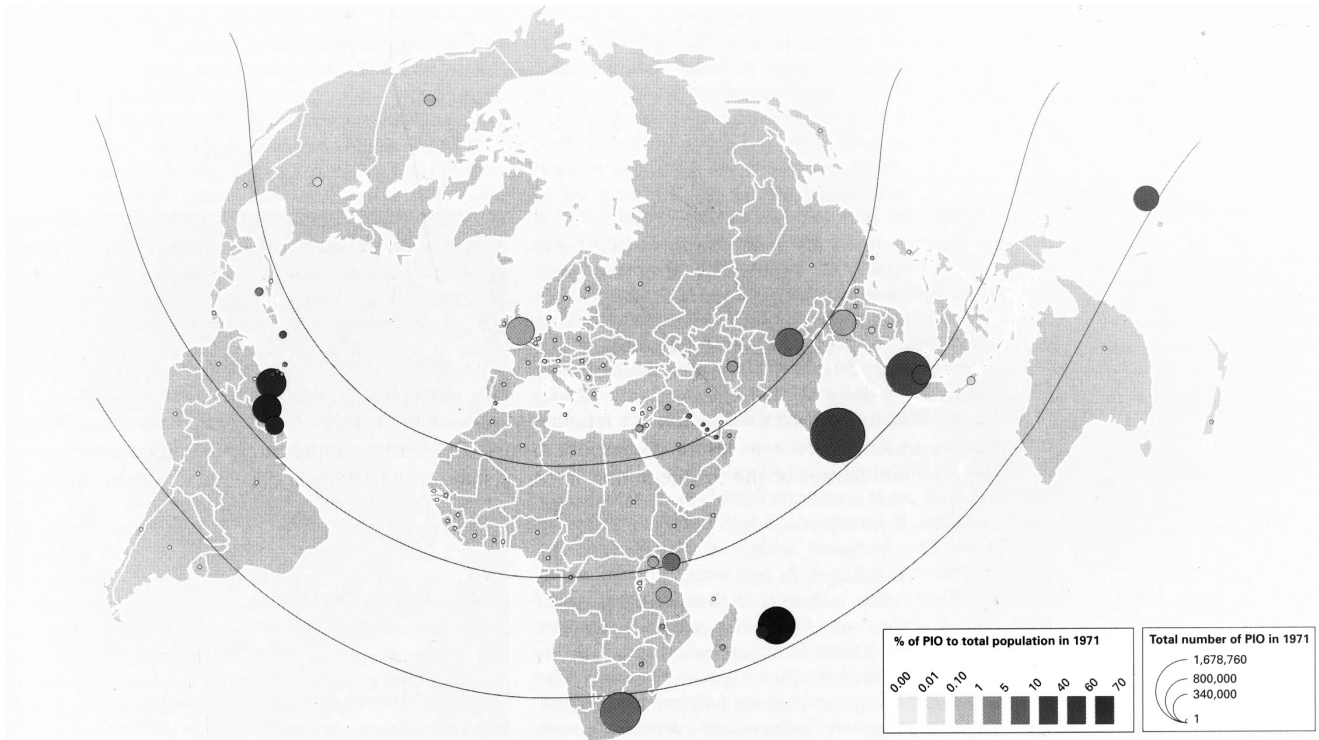 % of PIO to total population in 1971
0.00 0.01 0.10 1 5 10 40 60 70
Total number of PIO in 1971
1,678,760
800,000
340,000
1